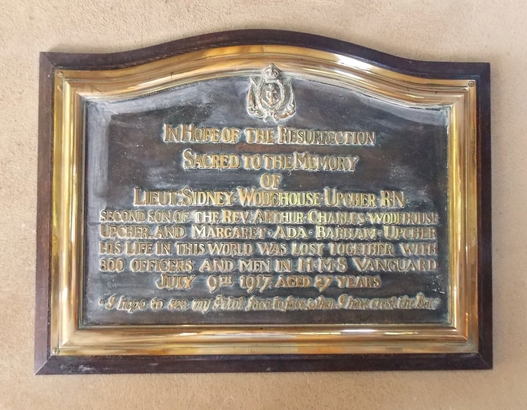 IN HOPE OF THE RESURRECTION
SACRED TO THE MEMORY
OF
LIEUT: SIDNEY WODEHOUSE UPCHER R·N·
SECOND SON OF THE REV. ARTHUR·CHARLES·WODEHOUSE
UPCHER AND MARGARET·ADA·BARHAM·UPCHER
HIS LIFE IN THIS WORLD WAS LOST TOGETHER WITH
800 OFFICERS AND MEN IN H·M·S VANGUARD
JULY 9TH 1917, AGED 27 YEARS
I hope to see my Pilot face to face when I have crost the Bar